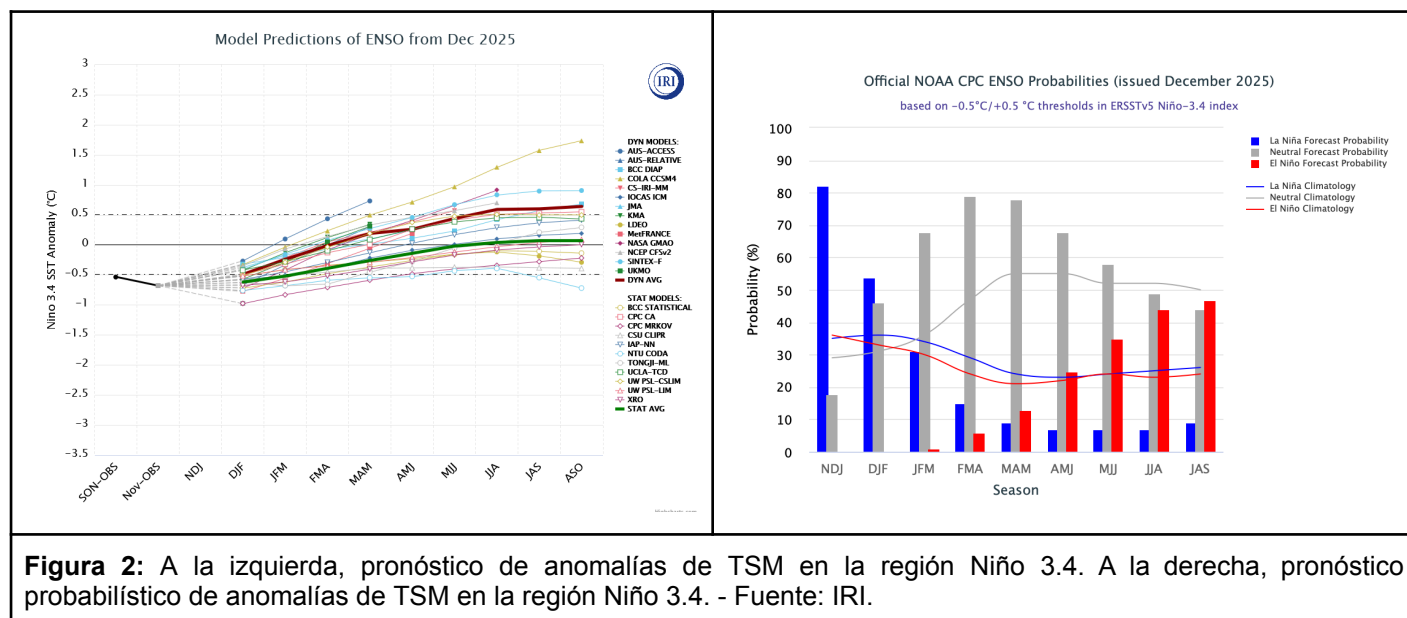 Model Predictions of ENSO from Dec 2025
IRI
Nino 3.4 SST Anomaly (°C)
3
2.5
2
1.5
1
0.5
0
−0.5
−1
−1.5
−2
−2.5
−3
−3.5
SON-OBS
Nov-OBS
NDJ
DJF
JFM
FMA
MAM
AMJ
MJJ
JJA
JAS
ASO
DYN MODELS:
AUS-ACCESS
AUS-RELATIVE
BCC DIAP
COLA CCSM4
CS-IRI-MM
IOCAS ICM
JMA
KMA
LDEO
MetFRANCE
NASA GMAO
NCEP CFSv2
SINTEX-F
UKMO
DYN AVG
STAT MODELS:
BCC STATISTICAL
CPC CA
CPC MRKOV
CSU CLIPR
IAP-NN
NTU CODA
TONGJI-ML
UCLA-TCD
UW PSL-CSLIM
UW PSL-LIM
XRO
STAT AVG
Official NOAA CPC ENSO Probabilities (issued December 2025)
based on -0.5°C/+0.5 °C thresholds in ERSSTv5 Niño-3.4 index
Probability (%)
100
90
80
70
60
50
40
30
20
10
0
NDJ
DJF
JFM
FMA
MAM
AMJ
MJJ
JJA
JAS
Season
La Niña Forecast Probability
Neutral Forecast Probability
El Niño Forecast Probability
La Niña Climatology
Neutral Climatology
El Niño Climatology
Figura 2: A la izquierda, pronóstico de anomalías de TSM en la región Niño 3.4. A la derecha, pronóstico
probabilístico de anomalías de TSM en la región Niño 3.4. - Fuente: IRI.